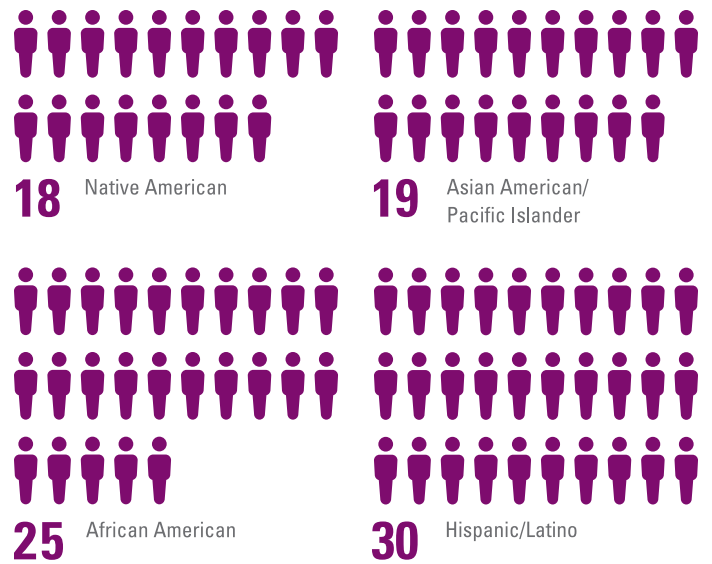 18 Native American
19 Asian American/
Pacific Islander
25 African American
30 Hispanic/Latino